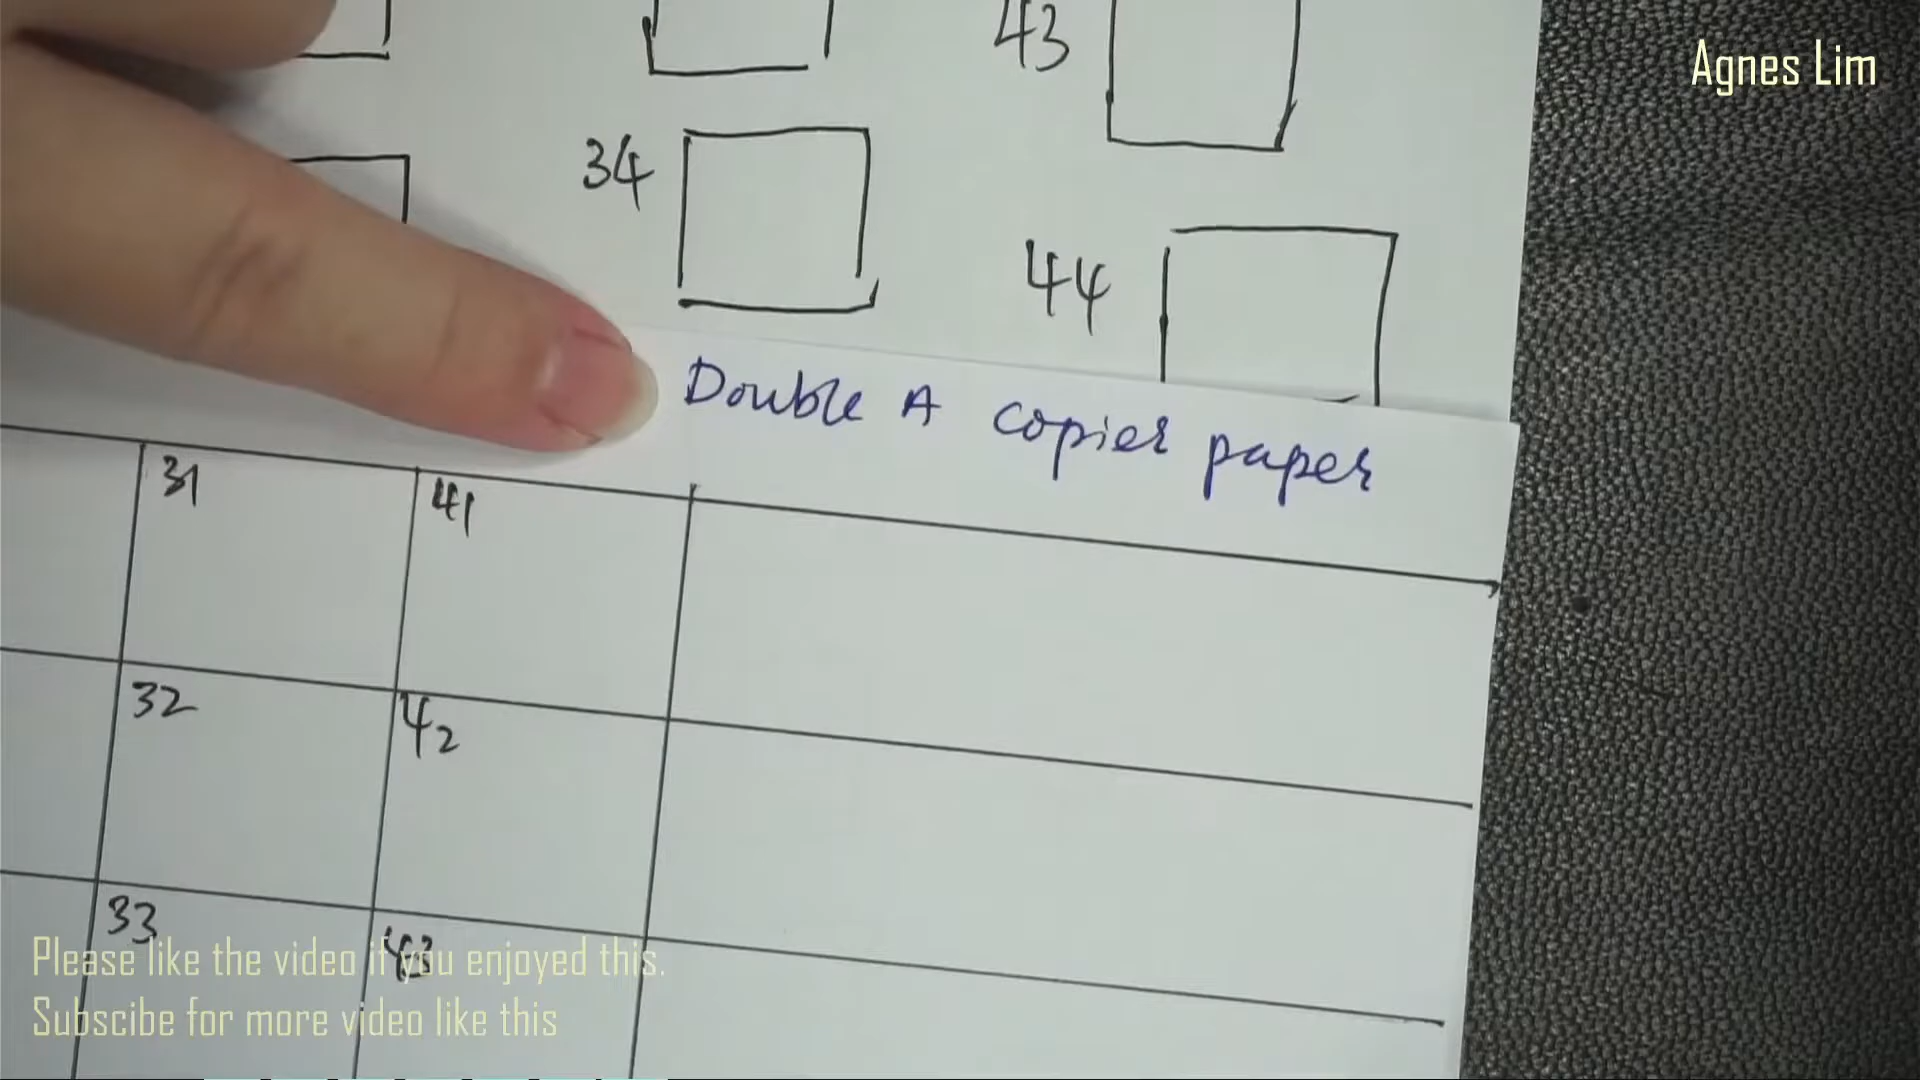 43
Agnes Lim
34
44
Double A copier paper
31 41
32 42
33 43
Please like the video if you enjoyed this.
Subscibe for more video like this